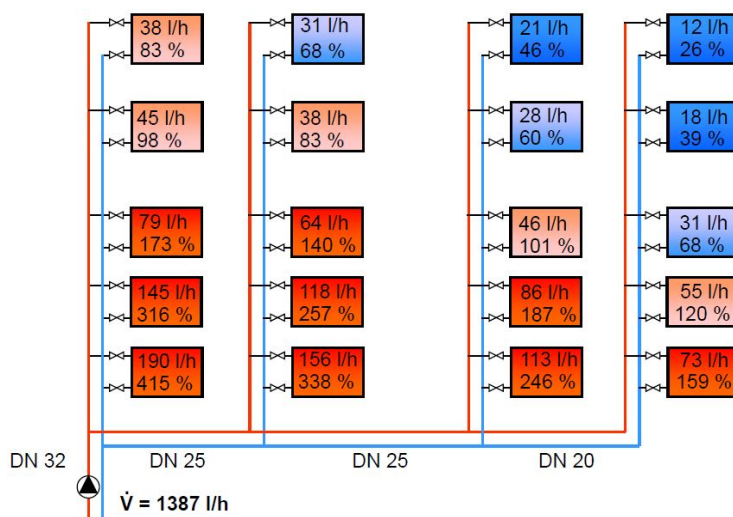 38 l/h
83 %
31 l/h
68 %
21 l/h
46 %
12 l/h
26 %
45 l/h
98 %
38 l/h
83 %
28 l/h
60 %
18 l/h
39 %
79 l/h
173 %
64 l/h
140 %
46 l/h
101 %
31 l/h
68 %
145 l/h
316 %
118 l/h
257 %
86 l/h
187 %
55 l/h
120 %
190 l/h
415 %
156 l/h
338 %
113 l/h
246 %
73 l/h
159 %
DN 32
DN 25
DN 25
DN 20
V̇ = 1387 l/h